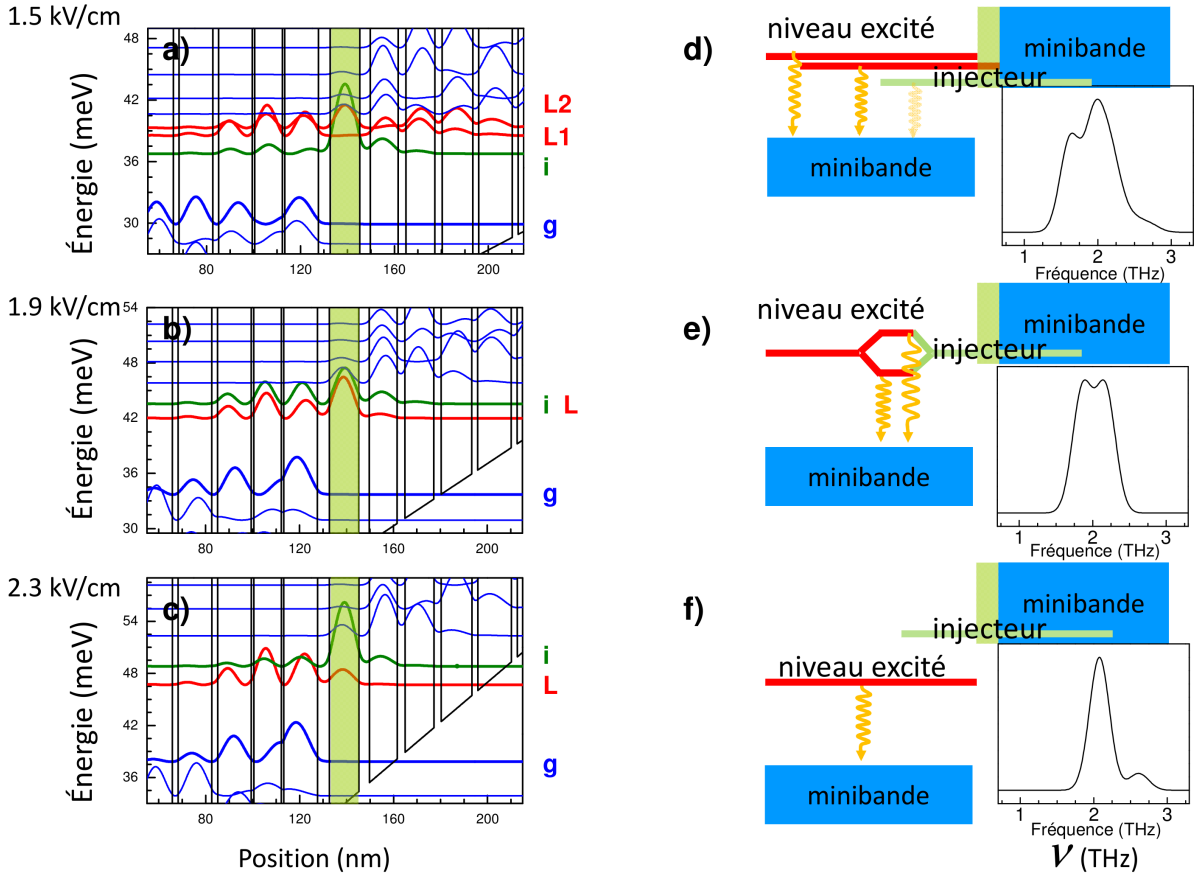 1.5 kV/cm
a)
Énergie (meV)
48
42
36
30
80 120 160 200
L2
L1
i
g
1.9 kV/cm
b)
Énergie (meV)
54
48
42
36
30
80 120 160 200
i L
g
2.3 kV/cm
c)
Énergie (meV)
54
48
42
36
80 120 160 200
i
L
g
Position (nm)
d)
niveau excité
minibande
injecteur
minibande
1 2 3
Fréquence (THz)
e)
niveau excité
minibande
injecteur
minibande
1 2 3
Fréquence (THz)
f)
minibande
injecteur
niveau excité
minibande
1 2 3
Fréquence (THz)
ν (THz)